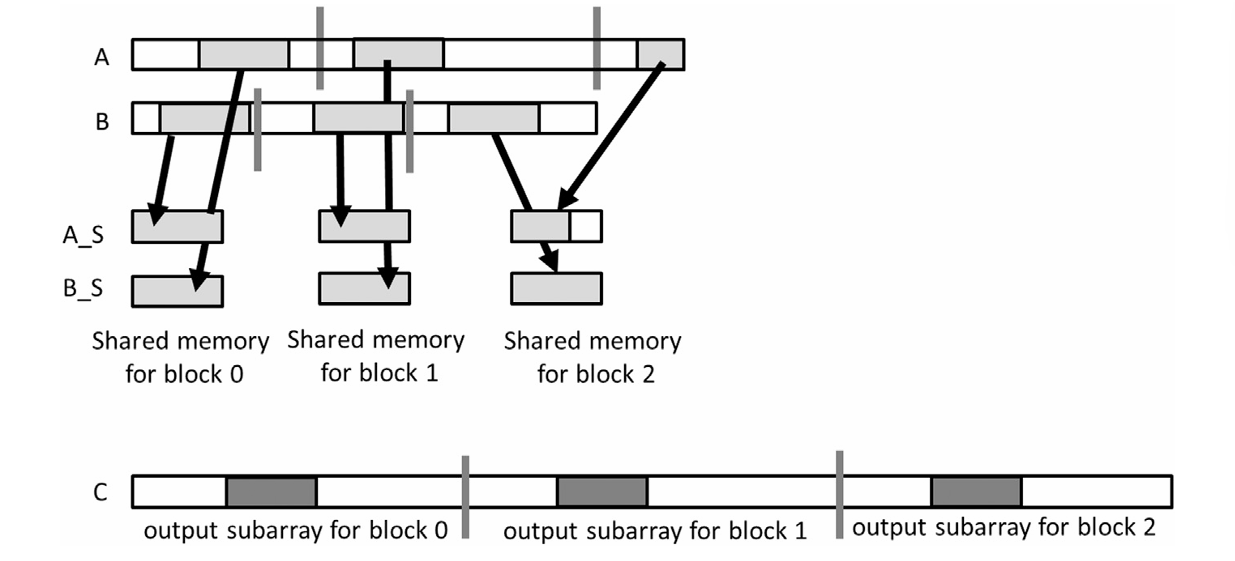 A
B
A_S
B_S
Shared memory
for block 0
Shared memory
for block 1
Shared memory
for block 2
C
output subarray for block 0
output subarray for block 1
output subarray for block 2